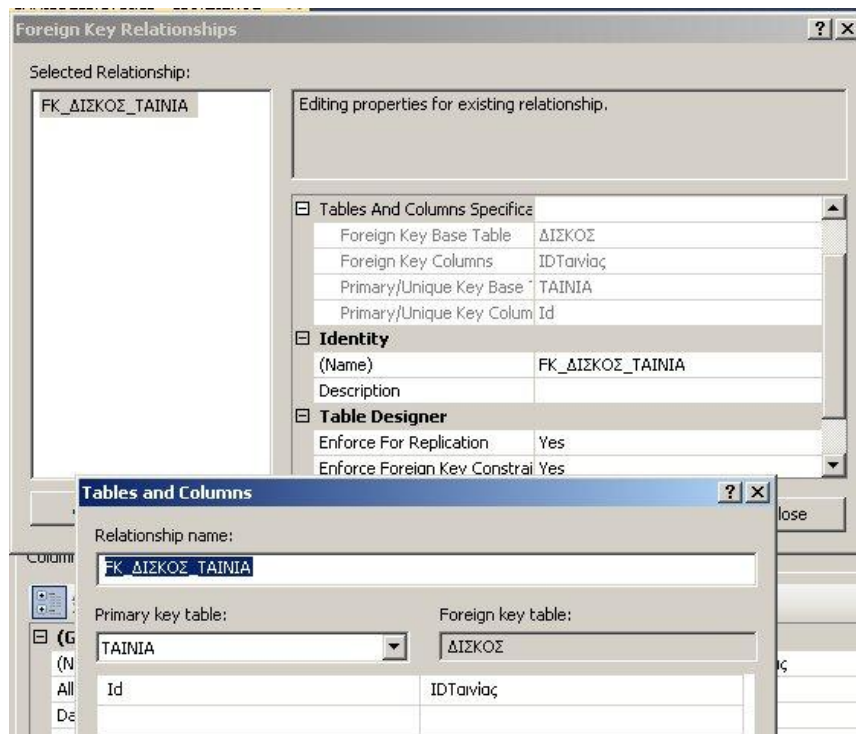 Foreign Key Relationships
Selected Relationship:
FK_ΔΙΣΚΟΣ_ΤΑΙΝΙΑ
Editing properties for existing relationship.
Tables And Columns Specifica
Foreign Key Base Table ΔΙΣΚΟΣ
Foreign Key Columns IDΤαινίας
Primary/Unique Key Base ΤΑΙΝΙΑ
Primary/Unique Key Colum Id
Identity
(Name) FK_ΔΙΣΚΟΣ_ΤΑΙΝΙΑ
Description
Table Designer
Enforce For Replication Yes
Enforce Foreign Key Constrai Yes
Tables and Columns
lose
Relationship name:
FK_ΔΙΣΚΟΣ_ΤΑΙΝΙΑ
Primary key table: Foreign key table:
ΤΑΙΝΙΑ ΔΙΣΚΟΣ
(G
(N ας
All Id IDΤαινίας
Da